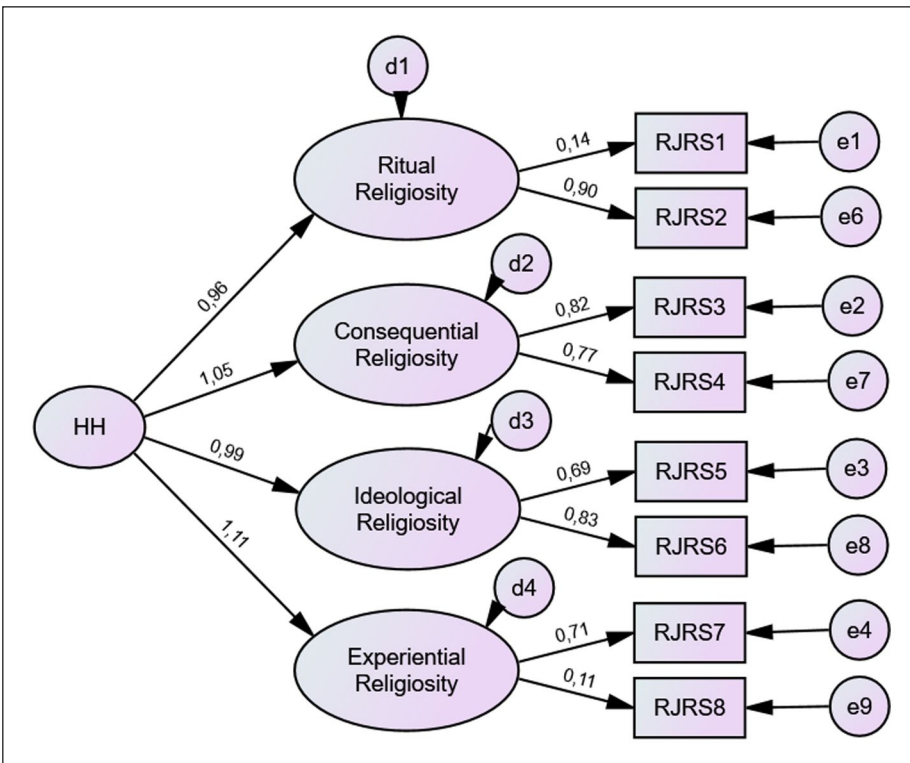 d1
Ritual
Religiosity
0,14
RJRS1
e1
0,90
RJRS2
e6
0,96
d2
Consequential
Religiosity
0,82
RJRS3
e2
0,77
RJRS4
e7
1,05
HH
0,99
d3
Ideological
Religiosity
0,69
RJRS5
e3
0,83
RJRS6
e8
1,11
d4
Experiential
Religiosity
0,71
RJRS7
e4
0,11
RJRS8
e9